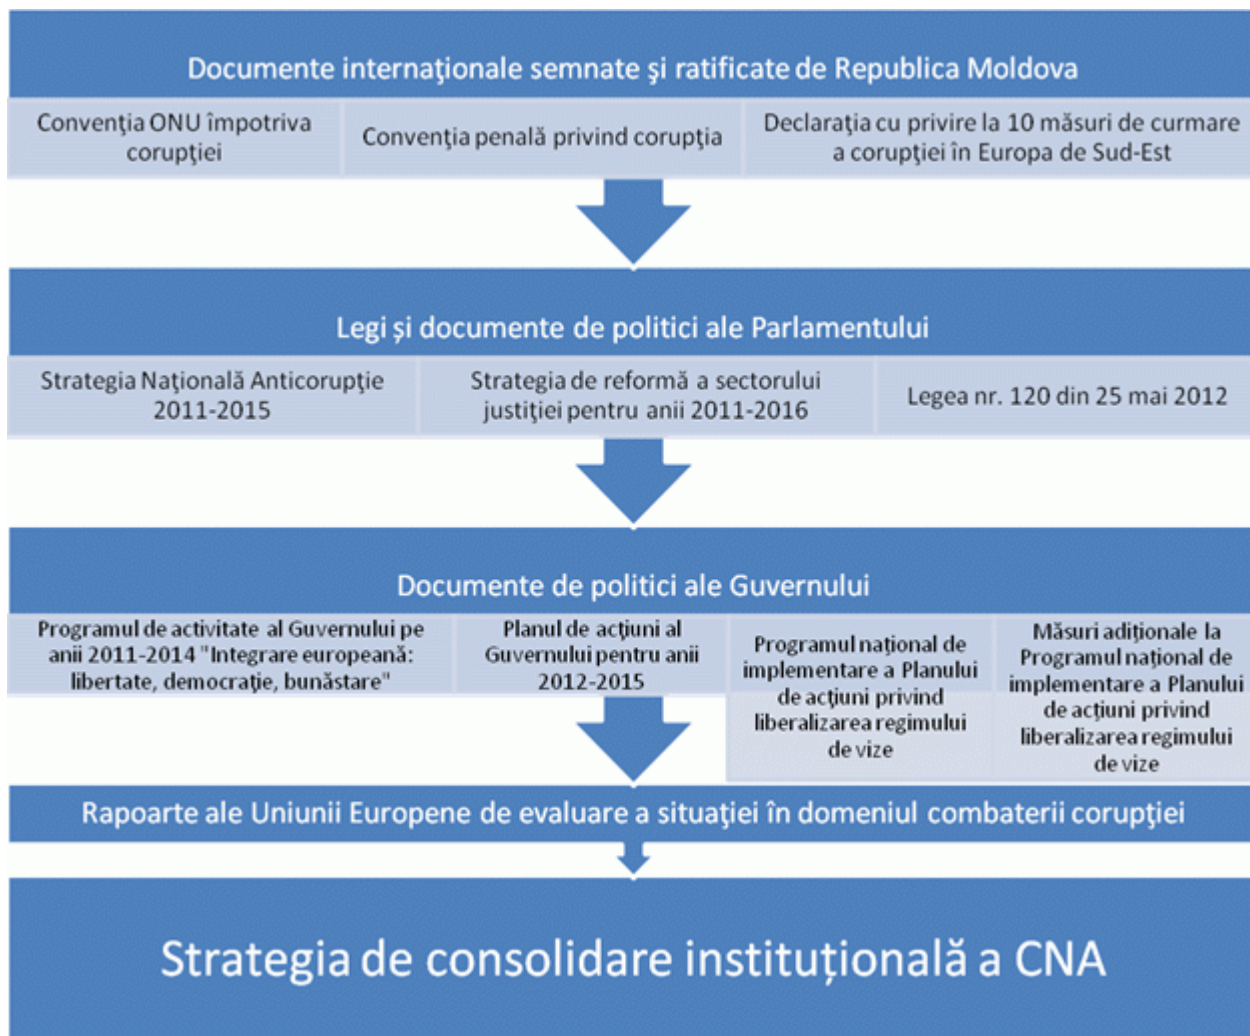 Documente internaţionale semnate şi ratificate de Republica Moldova
Convenţia ONU împotriva
corupţiei
Convenţia penală privind corupţia
Declaraţia cu privire la 10 măsuri de curmare
a corupţiei în Europa de Sud-Est
Legi și documente de politici ale Parlamentului
Strategia Naţională Anticorupţie
2011-2015
Strategia de reformă a sectorului
justiţiei pentru anii 2011-2016
Legea nr. 120 din 25 mai 2012
Documente de politici ale Guvernului
Programul de activitate al Guvernului pe
anii 2011-2014 "Integrare europeană:
libertate, democraţie, bunăstare"
Planul de acţiuni al
Guvernului pentru anii
2012-2015
Programul naţional de
implementare a Planului
de acţiuni privind
liberalizarea regimului
de vize
Măsuri adiţionale la
Programul naţional de
implementare a Planului
de acţiuni privind
liberalizarea regimului
de vize
Rapoarte ale Uniunii Europene de evaluare a situaţiei în domeniul combaterii corupţiei
Strategia de consolidare instituțională a CNA